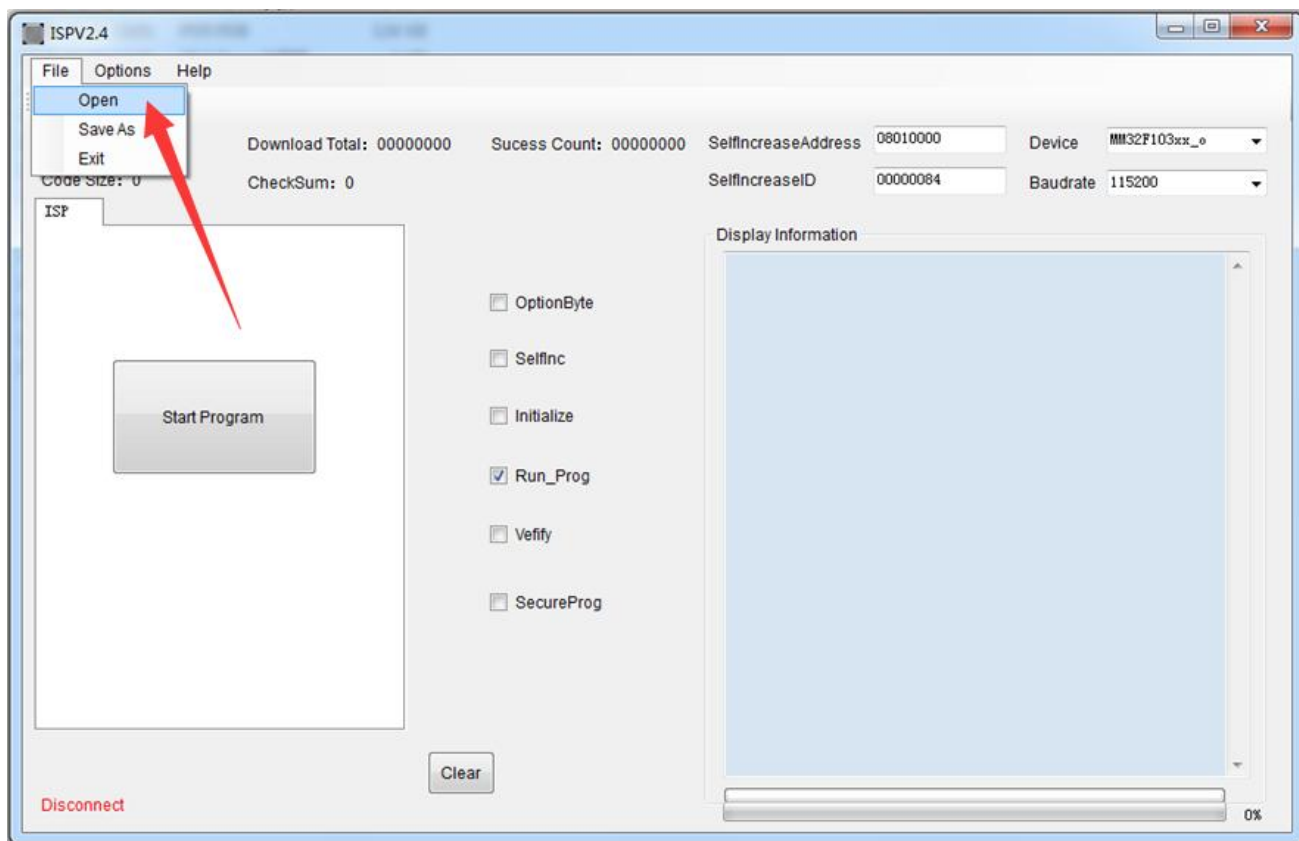 ISPV2.4
File Options Help
Open
Save As
Exit
Download Total: 00000000 Sucess Count: 00000000 SelfIncreaseAddress 08010000 Device MM32F103xx_o
Code Size: 0 CheckSum: 0 SelfIncreaseID 00000084 Baudrate 115200
ISP
Display Information
OptionByte
SelfInc
Start Program
Initialize
Run_Prog
Vefify
SecureProg
Clear
Disconnect
0%